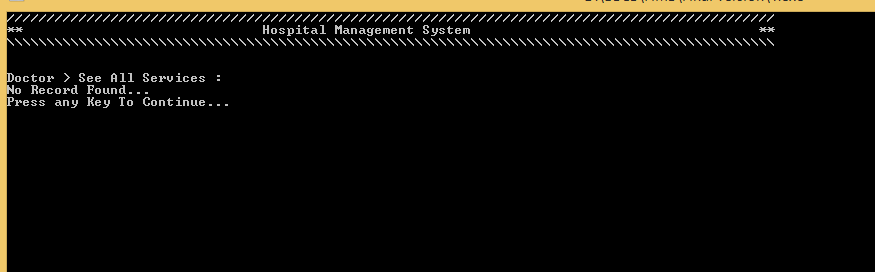 ////////////////////////////////////////////////////////////////////////////////////////////////
** Hospital Management System **
\\\\\\\\\\\\\\\\\\\\\\\\\\\\\\\\\\\\\\\\\\\\\\\\\\\\\\\\\\\\\\\\\\\\\\\\\\\\\\\\\\\\\\\\\\\\\\\\
Doctor > See All Services :
No Record Found...
Press any Key To Continue...